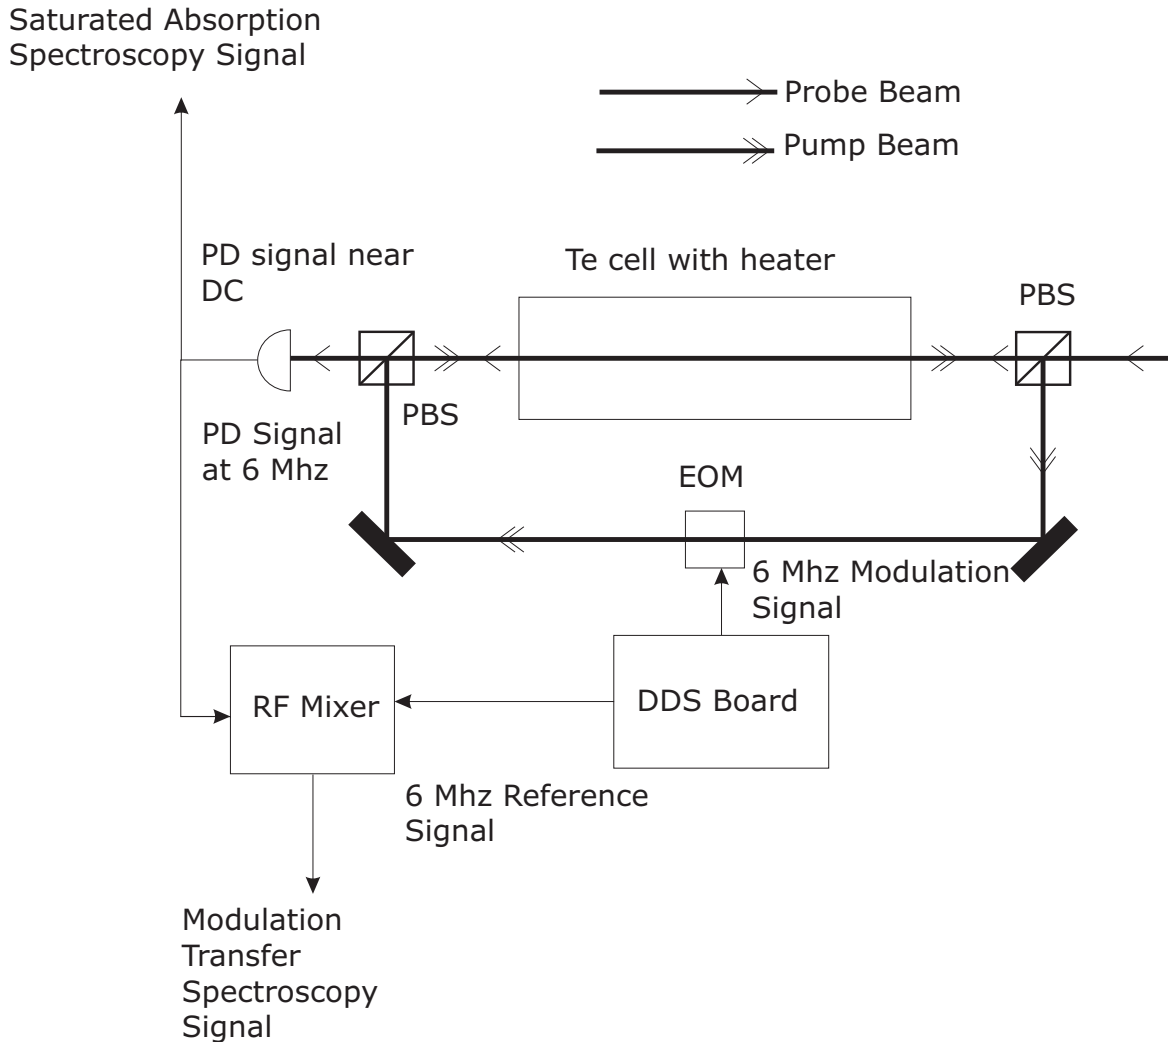 Saturated Absorption
Spectroscopy Signal
Probe Beam
Pump Beam
PD signal near
DC
Te cell with heater
PBS
PBS
PD Signal
at 6 Mhz
EOM
6 Mhz Modulation
Signal
RF Mixer
DDS Board
6 Mhz Reference
Signal
Modulation
Transfer
Spectroscopy
Signal